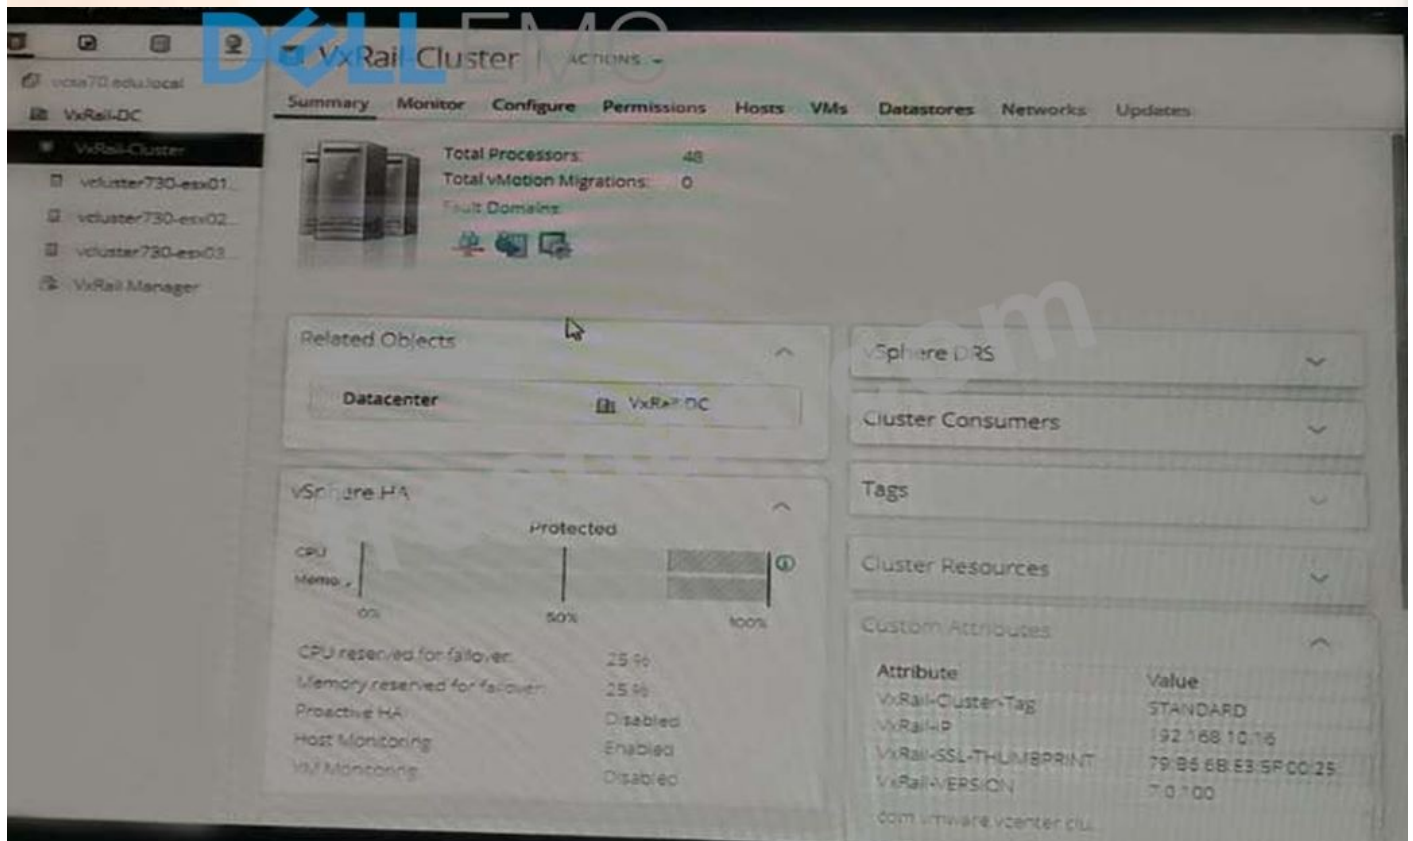 DELL EMC
VxRail-Cluster
ACTIONS
vcsa70.edu.local
VxRail-DC
VxRail-Cluster
vcluster730-esx01...
vcluster730-esx02...
vcluster730-esx03...
VxRail Manager
Summary Monitor Configure Permissions Hosts VMs Datastores Networks Updates
Total Processors: 48
Total vMotion Migrations: 0
Fault Domains:
Related Objects
Datacenter VxRail-DC
vSphere HA
Protected
CPU
Memo...
0% 50% 100%
CPU reserved for failover: 25 %
Memory reserved for failover: 25 %
Proactive HA: Disabled
Host Monitoring: Enabled
VM Monitoring: Disabled
vSphere DRS
Cluster Consumers
Tags
Cluster Resources
Custom Attributes
Attribute Value
VxRail-Cluster-Tag STANDARD
VxRail-IP 192.168.10.16
VxRail-SSL-THUMBPRINT 79:B6:6B:E3:5F:00:25
VxRail-VERSION 7.0.100
com.vmware.vcenter.clu...
com